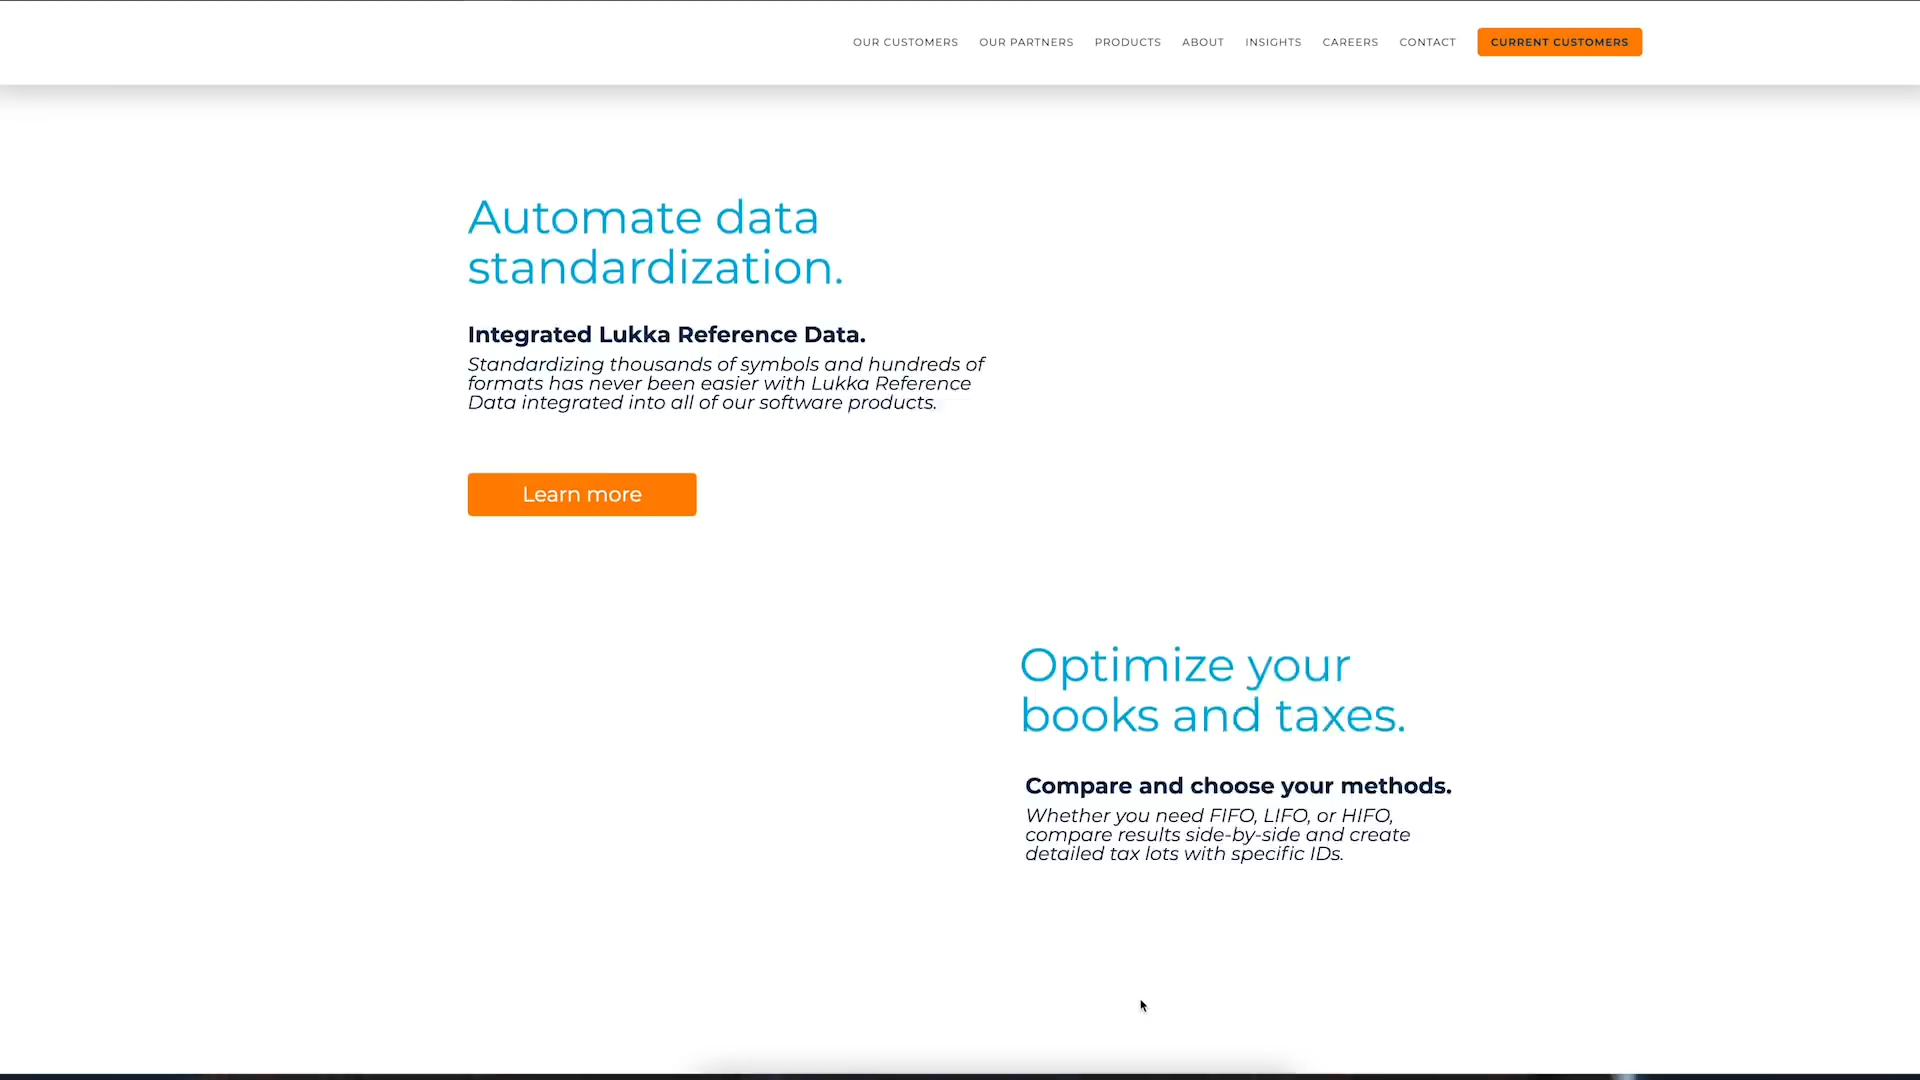 OUR CUSTOMERS OUR PARTNERS PRODUCTS ABOUT INSIGHTS CAREERS CONTACT CURRENT CUSTOMERS
Automate data
standardization.
Integrated Lukka Reference Data.
Standardizing thousands of symbols and hundreds of
formats has never been easier with Lukka Reference
Data integrated into all of our software products.
Learn more
Optimize your
books and taxes.
Compare and choose your methods.
Whether you need FIFO, LIFO, or HIFO,
compare results side-by-side and create
detailed tax lots with specific IDs.